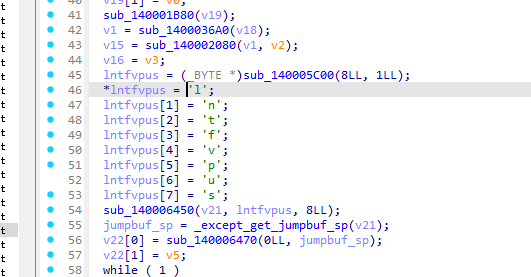 40 v19[1] = v0;
41 sub_140001B80(v19);
42 v1 = sub_1400036A0(v18);
43 v15 = sub_140002080(v1, v2);
44 v16 = v3;
45 lntfvpus = (_BYTE *)sub_140005C00(8LL, 1LL);
46 *lntfvpus = 'l';
47 lntfvpus[1] = 'n';
48 lntfvpus[2] = 't';
49 lntfvpus[3] = 'f';
50 lntfvpus[4] = 'v';
51 lntfvpus[5] = 'p';
52 lntfvpus[6] = 'u';
53 lntfvpus[7] = 's';
54 sub_140006450(v21, lntfvpus, 8LL);
55 jumpbuf_sp = _except_get_jumpbuf_sp(v21);
56 v22[0] = sub_140006470(0LL, jumpbuf_sp);
57 v22[1] = v5;
58 while ( 1 )